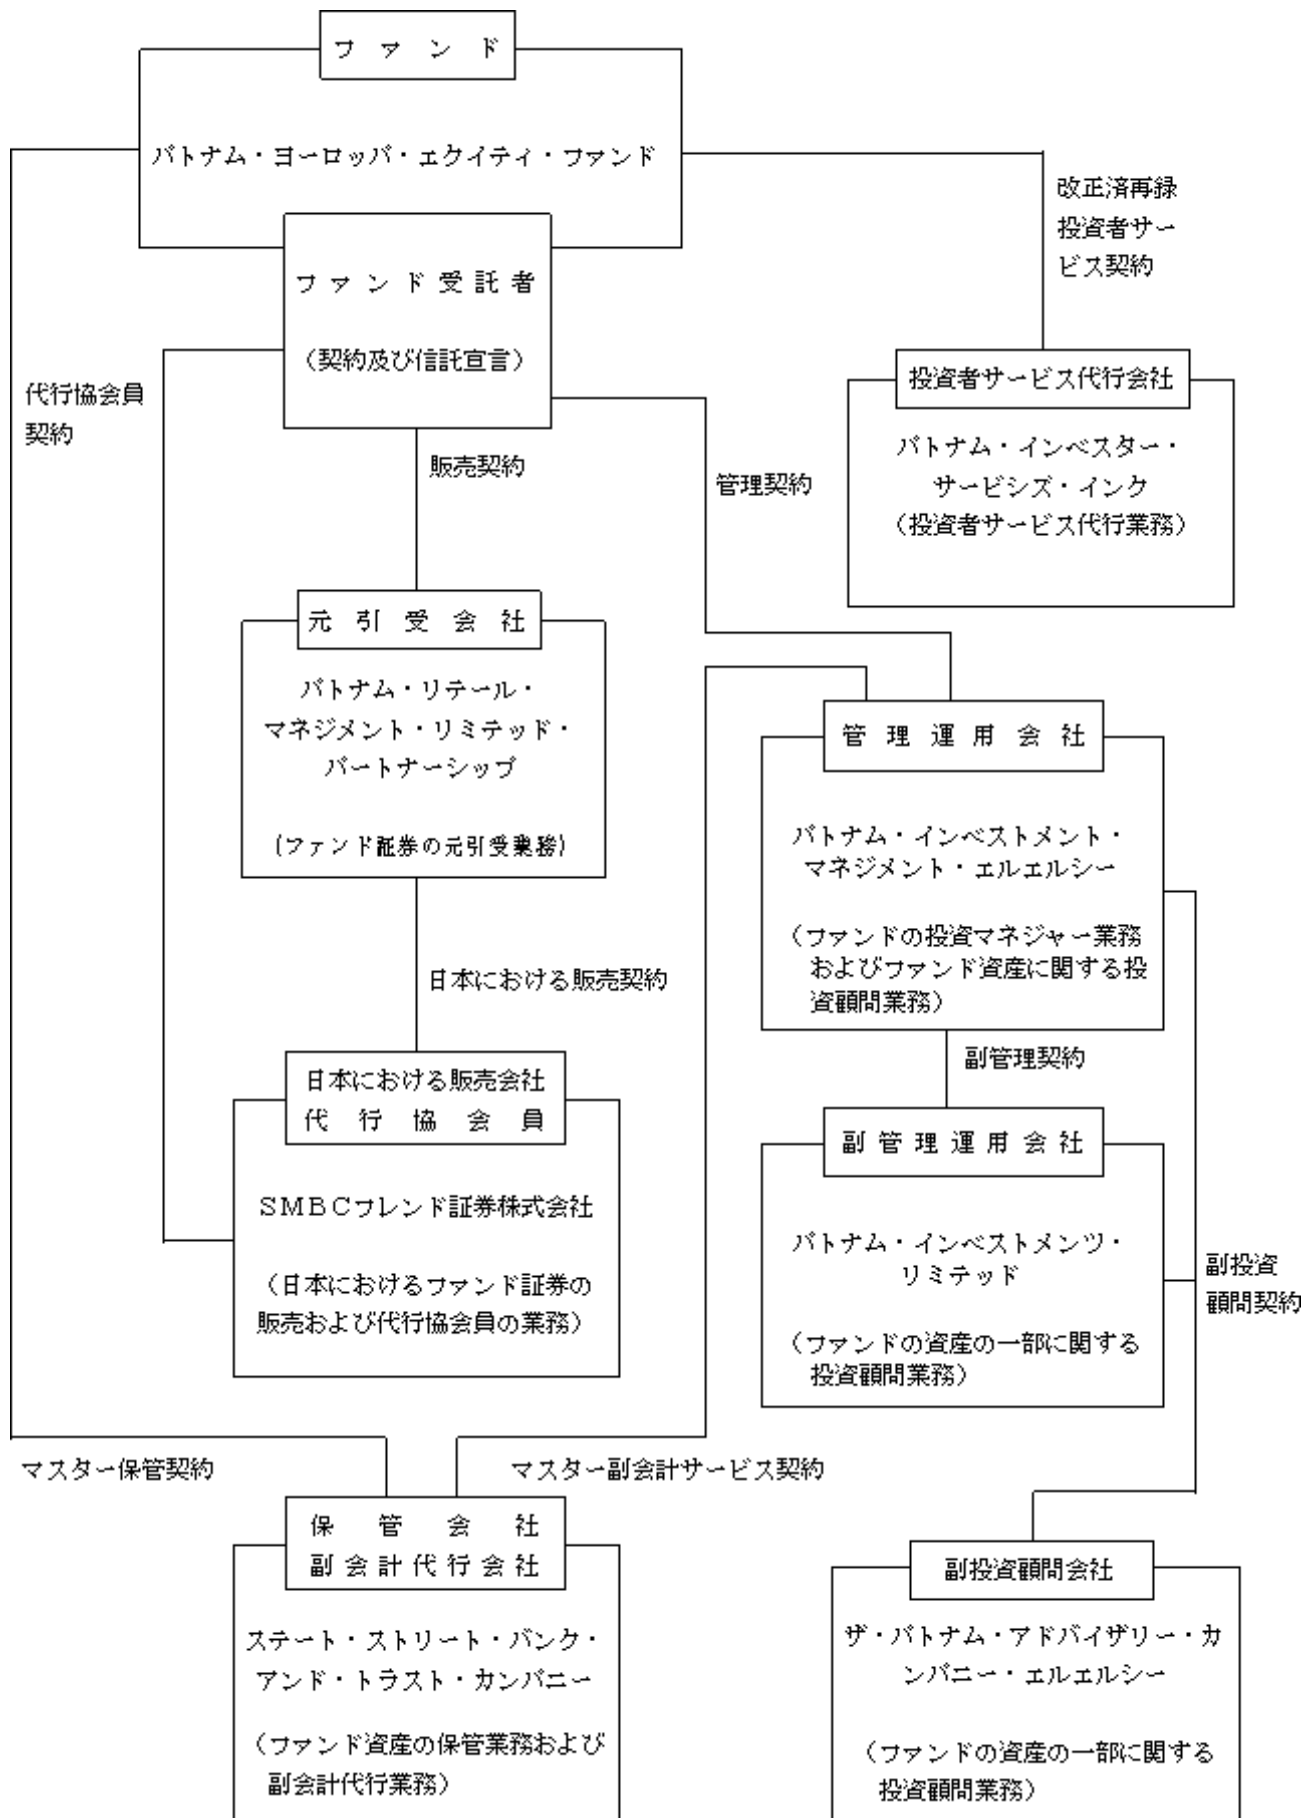 ファンド
パトナム・ヨーロッパ・エクイティ・ファンド
改正済再録
投資者サー
ビス契約
ファンド受託者
（契約及び信託宣言）
代行協会員
契約
投資者サービス代行会社
パトナム・インベスター・
サービシズ・インク
（投資者サービス代行業務）
販売契約
管理契約
元引受会社
パトナム・リテール・
マネジメント・リミテッド・
パートナーシップ
(ファンド証券の元引受業務)
管理運用会社
パトナム・インベストメント・
マネジメント・エルエルシー
（ファンドの投資マネジャー業務
およびファンド資産に関する投
資顧問業務）
日本における販売契約
副管理契約
日本における販売会社
代行協会員
ＳＭＢＣフレンド証券株式会社
（日本におけるファンド証券の
販売および代行協会員の業務）
副管理運用会社
パトナム・インベストメンツ・
リミテッド
（ファンドの資産の一部に関する
投資顧問業務）
副投資
顧問契約
マスター保管契約
マスター副会計サービス契約
保管会社
副会計代行会社
ステート・ストリート・バンク・
アンド・トラスト・カンパニー
（ファンド資産の保管業務および
副会計代行業務）
副投資顧問会社
ザ・パトナム・アドバイザリー・カ
ンパニー・エルエルシー
（ファンドの資産の一部に関する
投資顧問業務）